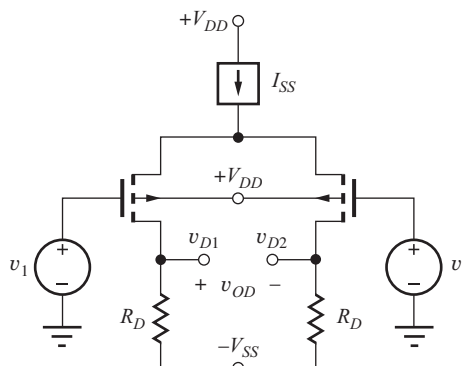 +V_DD
I_SS
+V_DD
v_1
+
−
v_D1
v_D2
+ v_OD −
+
−
v
R_D
R_D
−V_SS